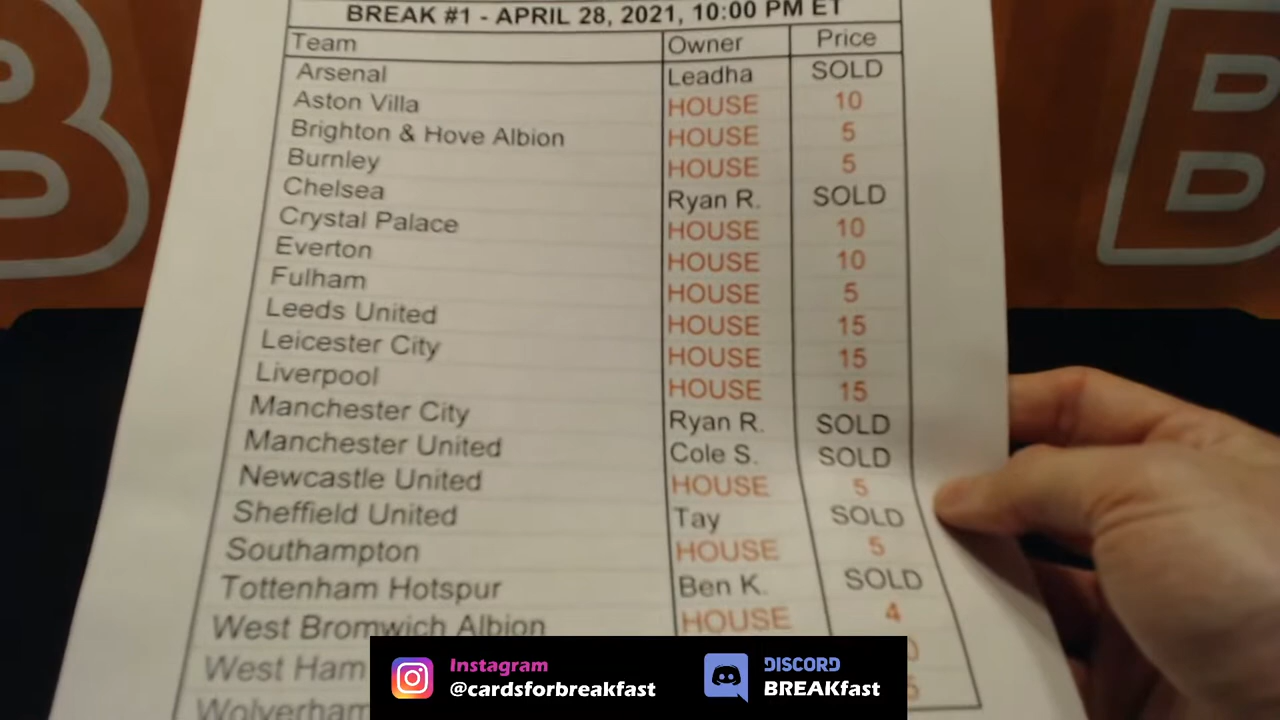 BREAK #1 - APRIL 28, 2021, 10:00 PM ET
Team Owner Price
Arsenal Leadha SOLD
Aston Villa HOUSE 10
Brighton & Hove Albion HOUSE 5
Burnley HOUSE 5
Chelsea Ryan R. SOLD
Crystal Palace HOUSE 10
Everton HOUSE 10
Fulham HOUSE 5
Leeds United HOUSE 15
Leicester City HOUSE 15
Liverpool HOUSE 15
Manchester City Ryan R. SOLD
Manchester United Cole S. SOLD
Newcastle United HOUSE 5
Sheffield United Tay SOLD
Southampton HOUSE 5
Tottenham Hotspur Ben K. SOLD
West Bromwich Albion HOUSE 4
West Ham
Wolverham
B
B
Instagram
@cardsforbreakfast
DISCORD
BREAKfast